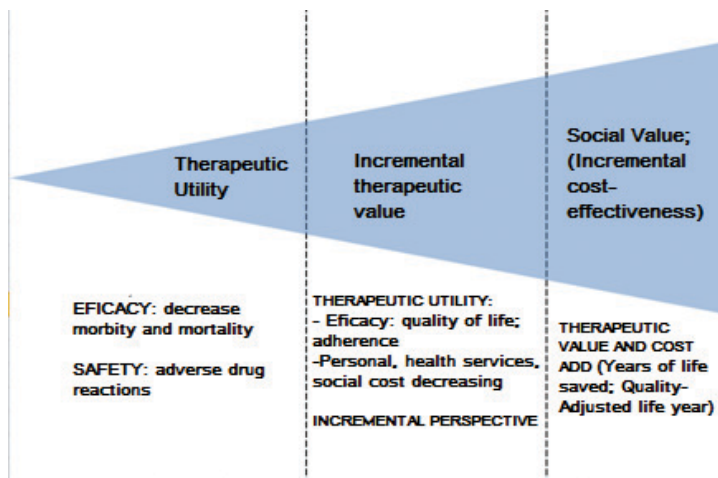 Therapeutic
Utility
Incremental
therapeutic
value
Social Value;
(Incremental
cost-
effectiveness)
EFICACY: decrease
morbity and mortality
SAFETY: adverse drug
reactions
THERAPEUTIC UTILITY:
- Eficacy: quality of life;
adherence
-Personal, health services,
social cost decreasing
INCREMENTAL PERSPECTIVE
THERAPEUTIC
VALUE AND COST
ADD (Years of life
saved; Quality-
Adjusted life year)